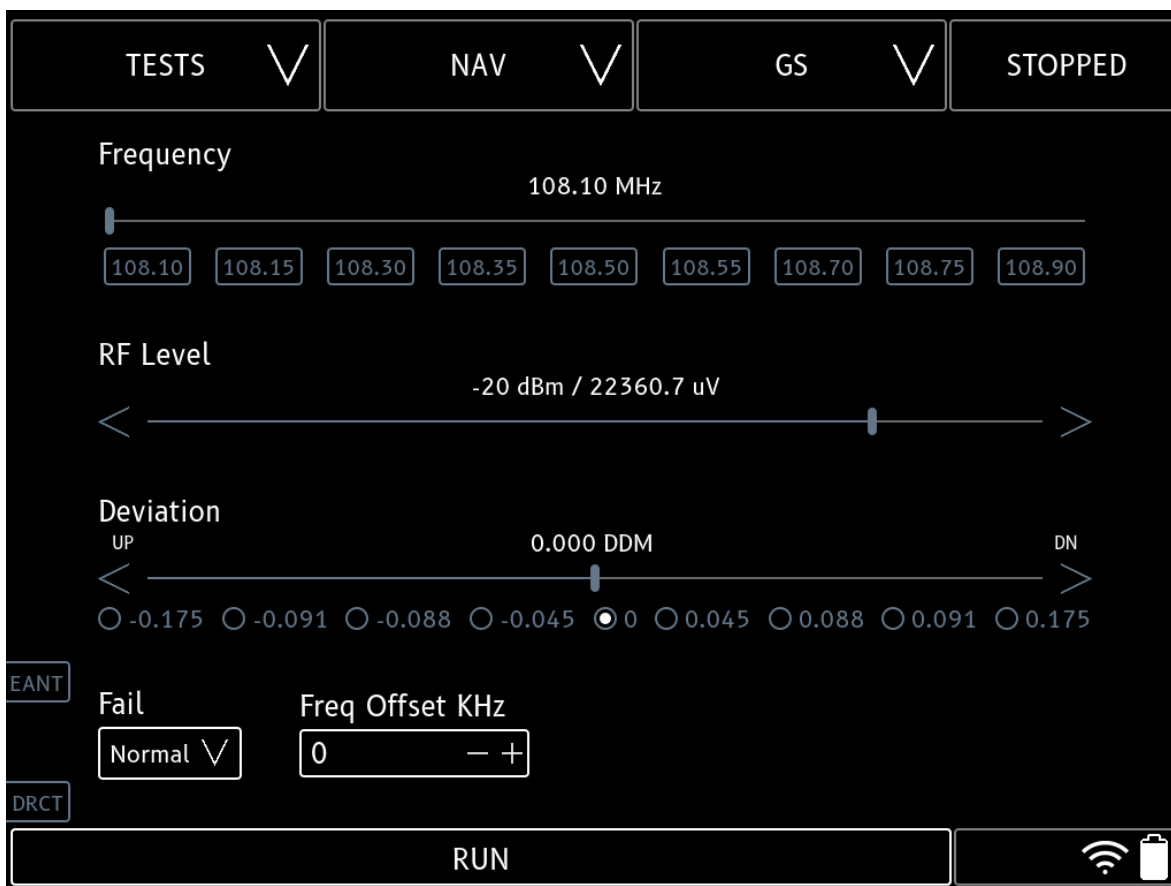 TESTS NAV GS STOPPED
Frequency
108.10 MHz
108.10 108.15 108.30 108.35 108.50 108.55 108.70 108.75 108.90
RF Level
-20 dBm / 22360.7 uV
Deviation
UP 0.000 DDM DN
-0.175 -0.091 -0.088 -0.045 0 0.045 0.088 0.091 0.175
EANT
Fail Freq Offset KHz
Normal 0 − +
DRCT
RUN